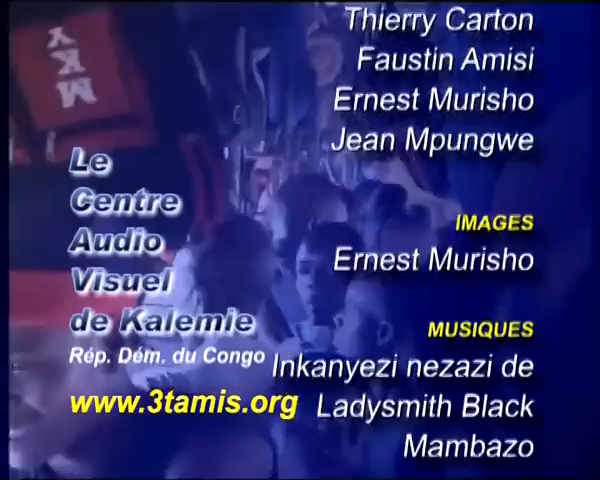 Thierry Carton
Faustin Amisi
Ernest Murisho
Jean Mpungwe
Le
Centre
Audio
Visuel
de Kalemie
Rép. Dém. du Congo
www.3tamis.org
IMAGES
Ernest Murisho
MUSIQUES
Inkanyezi nezazi de
Ladysmith Black
Mambazo
YKM